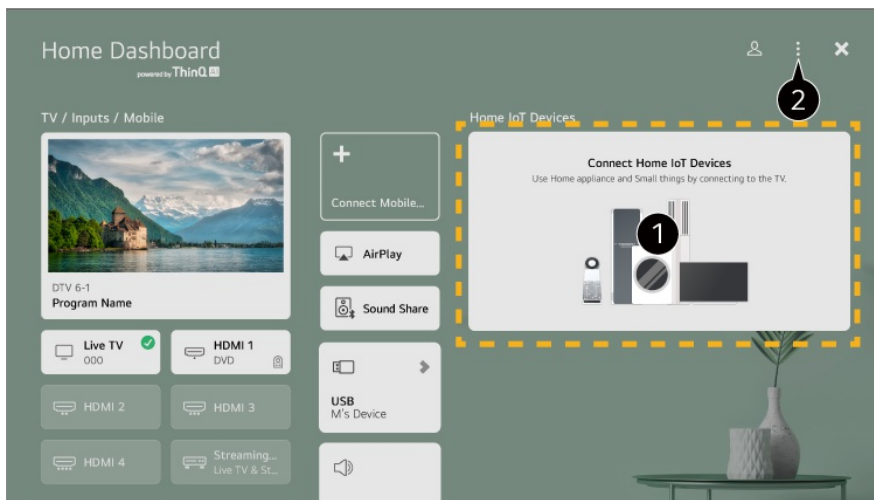 Home Dashboard
powered by ThinQ AI
2
TV / Inputs / Mobile
DTV 6-1
Program Name
Live TV
000
HDMI 1
DVD
HDMI 2
HDMI 3
HDMI 4
Streaming...
Live TV & St...
+
Connect Mobile...
AirPlay
Sound Share
USB
M's Device
Home IoT Devices
Connect Home IoT Devices
Use Home appliance and Small things by connecting to the TV.
1